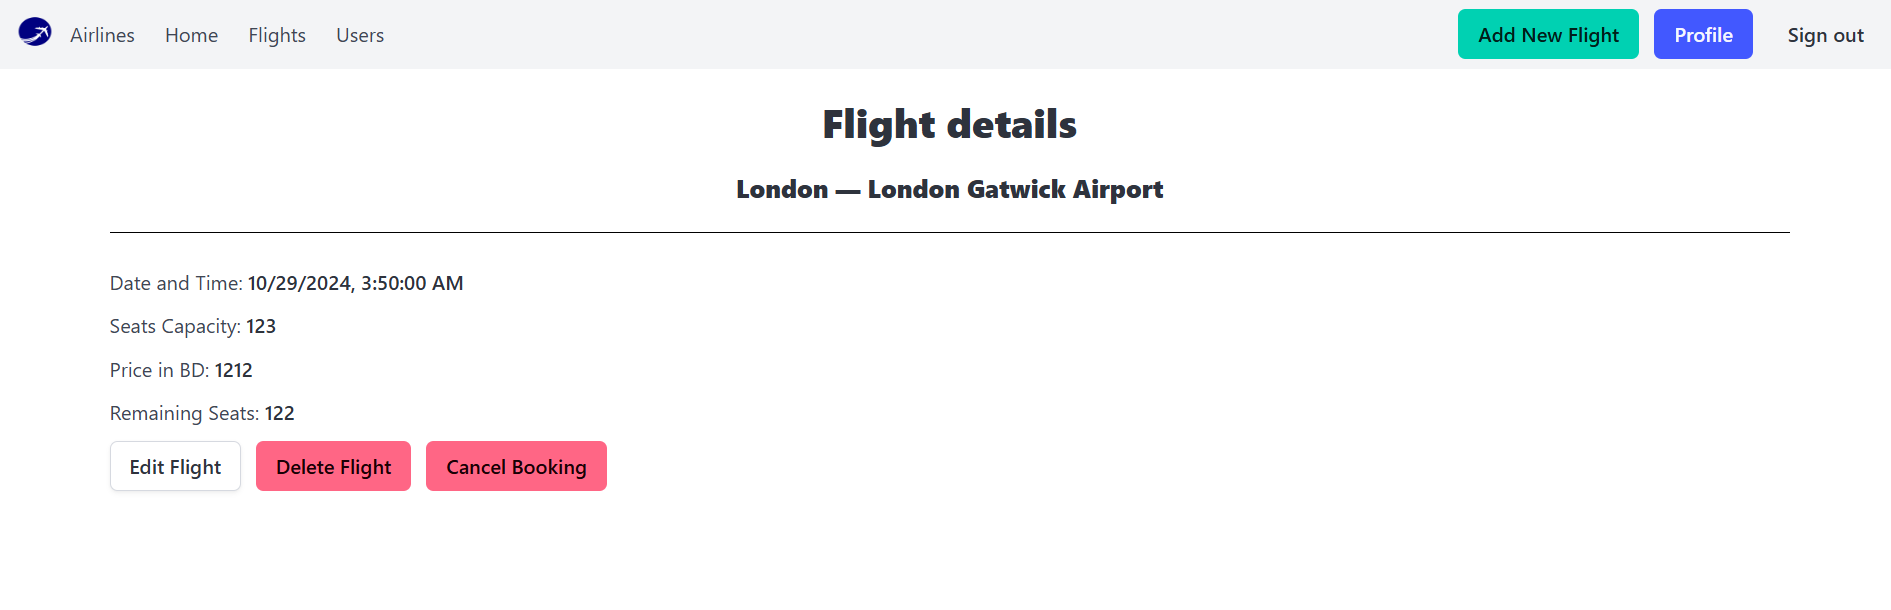 Airlines Home Flights Users Add New Flight Profile Sign out
Flight details
London — London Gatwick Airport
Date and Time: 10/29/2024, 3:50:00 AM
Seats Capacity: 123
Price in BD: 1212
Remaining Seats: 122
Edit Flight Delete Flight Cancel Booking